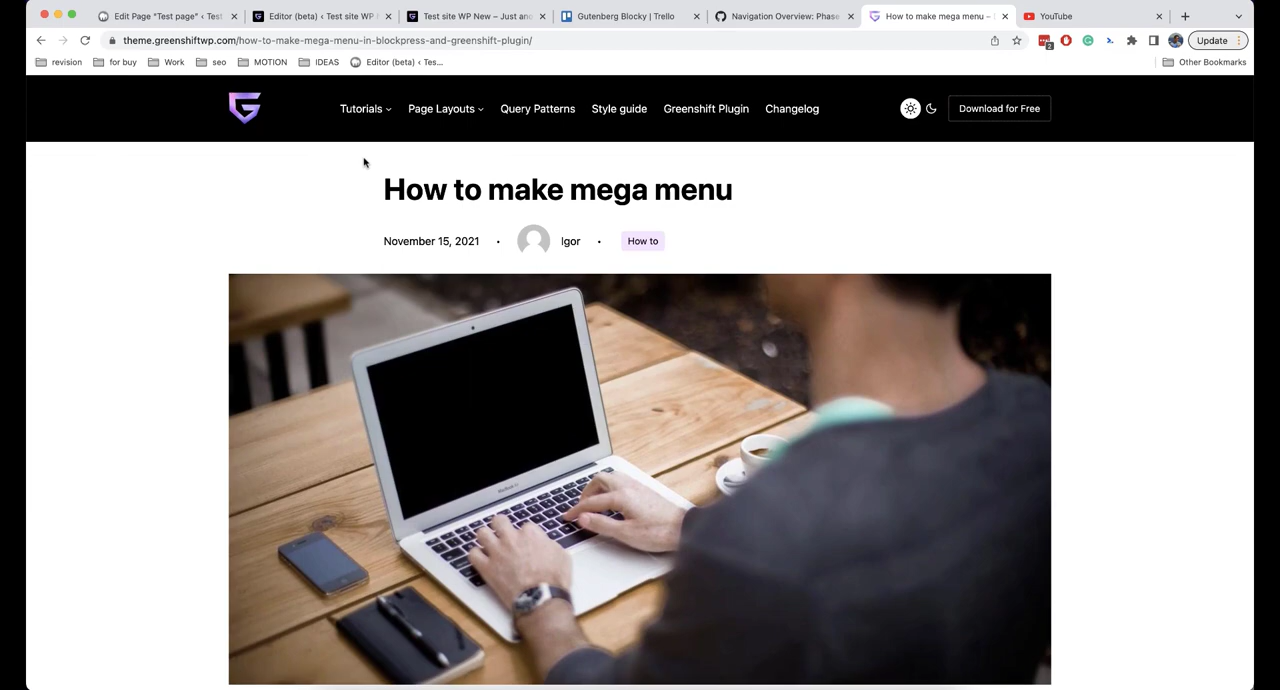 Edit Page "Test page" ‹ Test
Editor (beta) ‹ Test site WP
Test site WP New – Just ano
Gutenberg Blocky | Trello
Navigation Overview: Phase
How to make mega menu –
YouTube
theme.greenshiftwp.com/how-to-make-mega-menu-in-blockpress-and-greenshift-plugin/
2
Update
revision
for buy
Work
seo
MOTION
IDEAS
Editor (beta) ‹ Tes...
Other Bookmarks
Tutorials
Page Layouts
Query Patterns
Style guide
Greenshift Plugin
Changelog
Download for Free
How to make mega menu
November 15, 2021 • Igor • How to